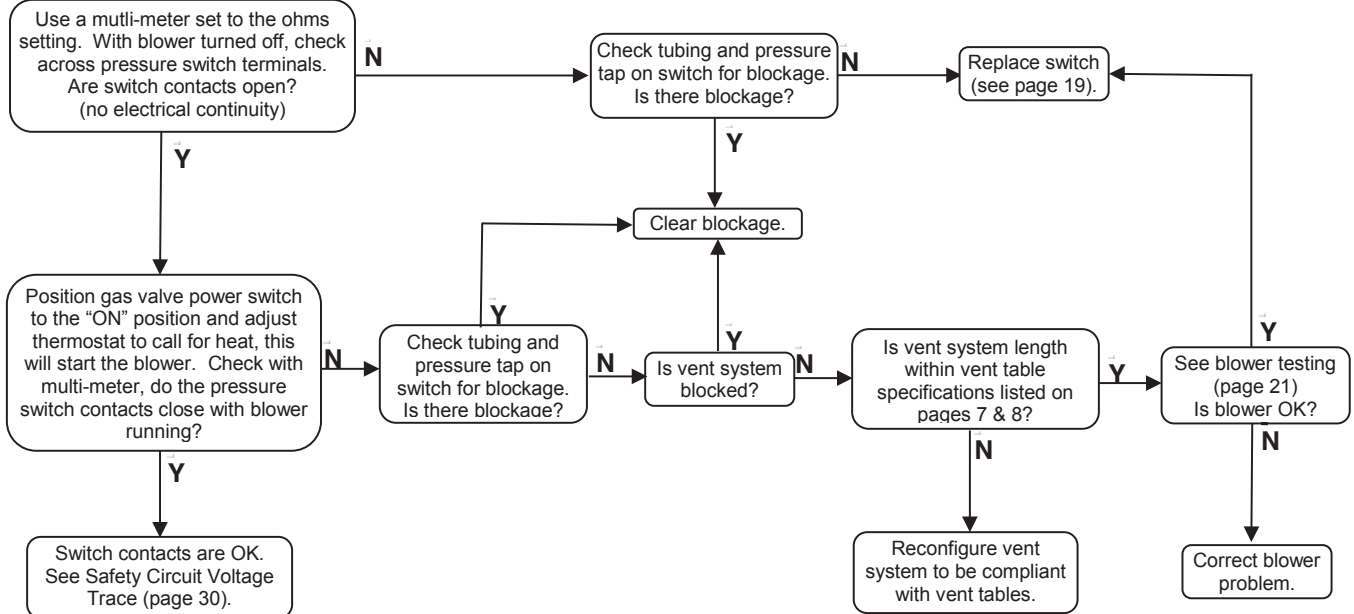 Use a mutli-meter set to the ohms
setting. With blower turned off, check
across pressure switch terminals.
Are switch contacts open?
(no electrical continuity)
N
Check tubing and pressure
tap on switch for blockage.
Is there blockage?
N
Replace switch
(see page 19).
Y
Y
Clear blockage.
Position gas valve power switch
to the “ON” position and adjust
thermostat to call for heat, this
will start the blower. Check with
multi-meter, do the pressure
switch contacts close with blower
running?
N
Y
Check tubing and
pressure tap on
switch for blockage.
Is there blockage?
N
Y
Is vent system
blocked?
N
Is vent system length
within vent table
specifications listed on
pages 7 & 8?
Y
Y
See blower testing
(page 21)
Is blower OK?
Y
N
N
Switch contacts are OK.
See Safety Circuit Voltage
Trace (page 30).
Reconfigure vent
system to be compliant
with vent tables.
Correct blower
problem.